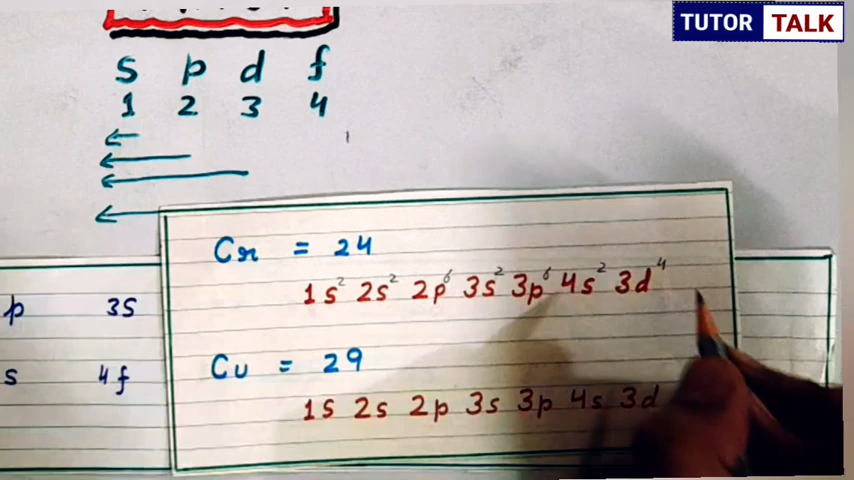 TUTOR TALK
s p d f
1 2 3 4
Cr = 24
1s² 2s² 2p⁶ 3s² 3p⁶ 4s² 3d⁴
p 3s
Cu = 29
s 4f
1s 2s 2p 3s 3p 4s 3d